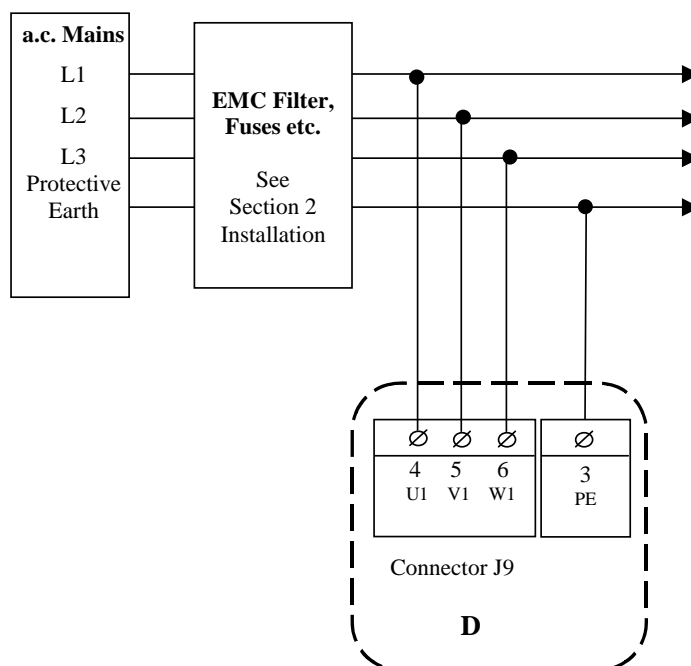 a.c. Mains
L1
L2
L3
Protective
Earth
EMC Filter,
Fuses etc.
See
Section 2
Installation
4 5 6
U1 V1 W1
3
PE
Connector J9
D